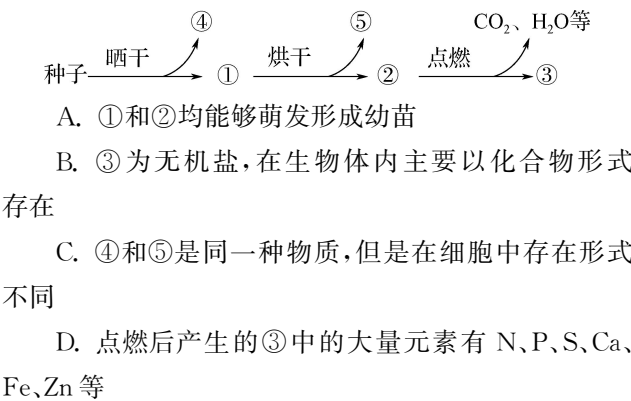 ④ ⑤ CO₂、H₂O等
种子 晒干 ① 烘干 ② 点燃 ③
A. ①和②均能够萌发形成幼苗
B. ③为无机盐,在生物体内主要以化合物形式
存在
C. ④和⑤是同一种物质,但是在细胞中存在形式
不同
D. 点燃后产生的③中的大量元素有 N、P、S、Ca、
Fe、Zn 等